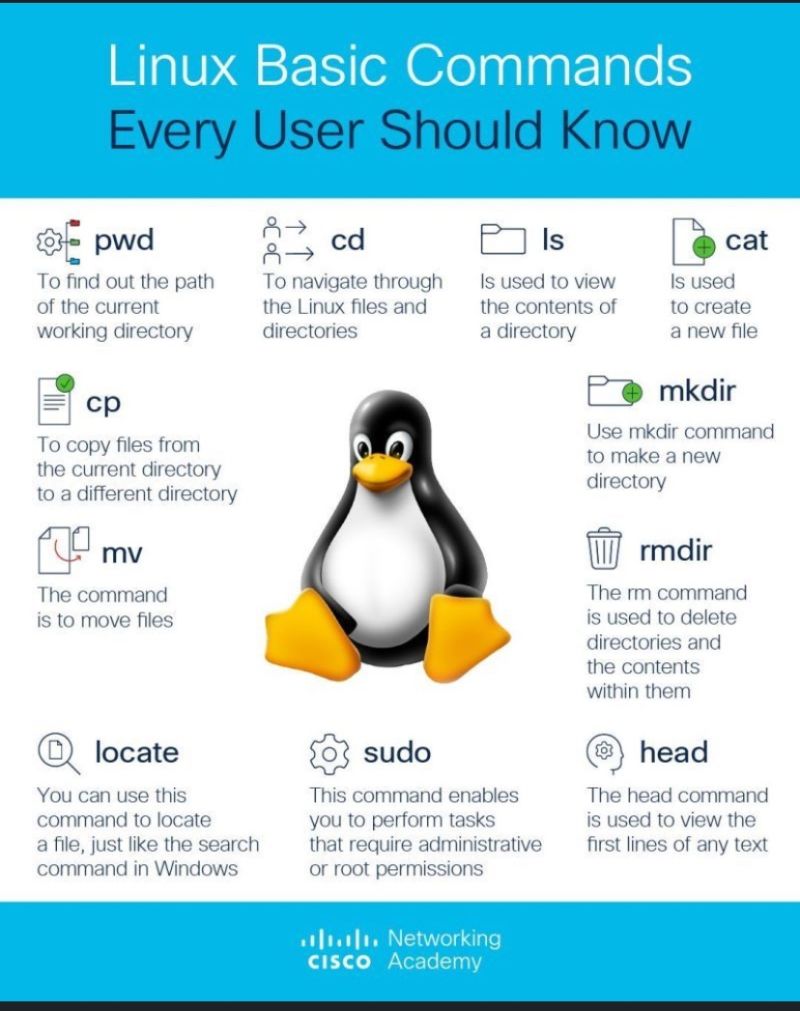 Linux Basic Commands
Every User Should Know
pwd
To find out the path
of the current
working directory
cd
To navigate through
the Linux files and
directories
ls
Is used to view
the contents of
a directory
cat
Is used
to create
a new file
cp
To copy files from
the current directory
to a different directory
mkdir
Use mkdir command
to make a new
directory
mv
The command
is to move files
rmdir
The rm command
is used to delete
directories and
the contents
within them
locate
You can use this
command to locate
a file, just like the search
command in Windows
sudo
This command enables
you to perform tasks
that require administrative
or root permissions
head
The head command
is used to view the
first lines of any text
CISCO
Networking
Academy